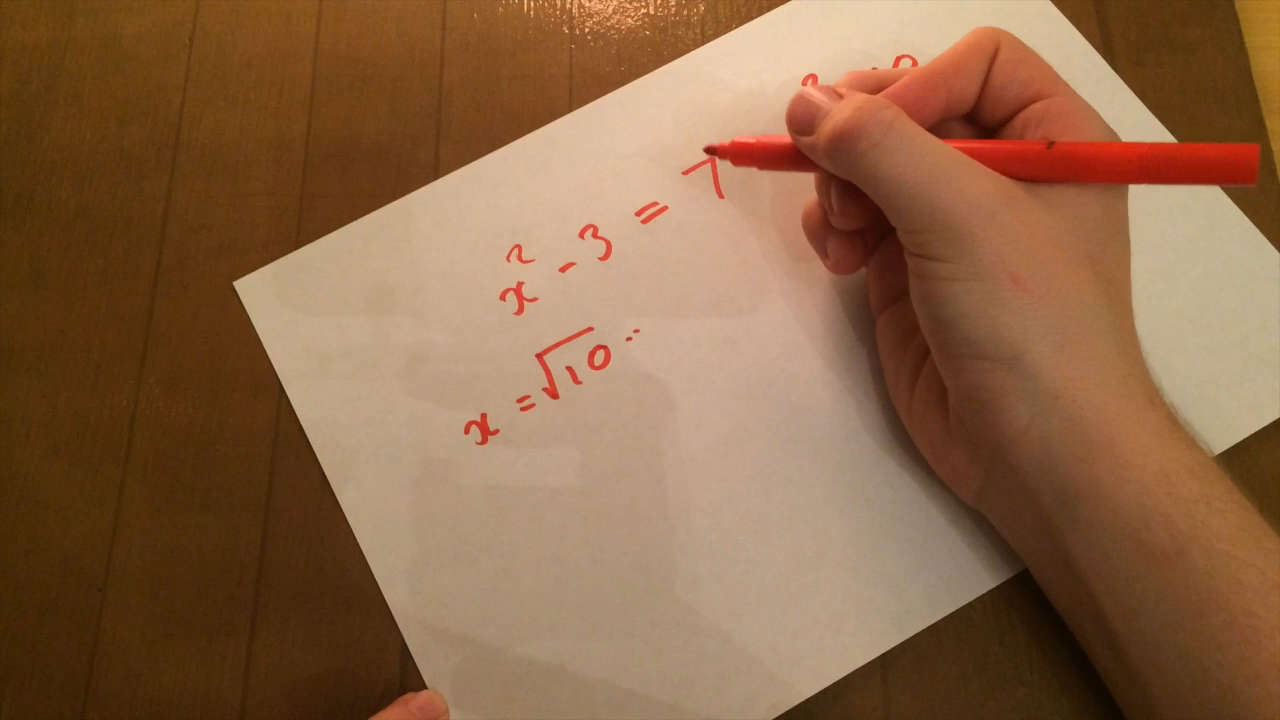 x² - 3 = 7
x = √10 ..